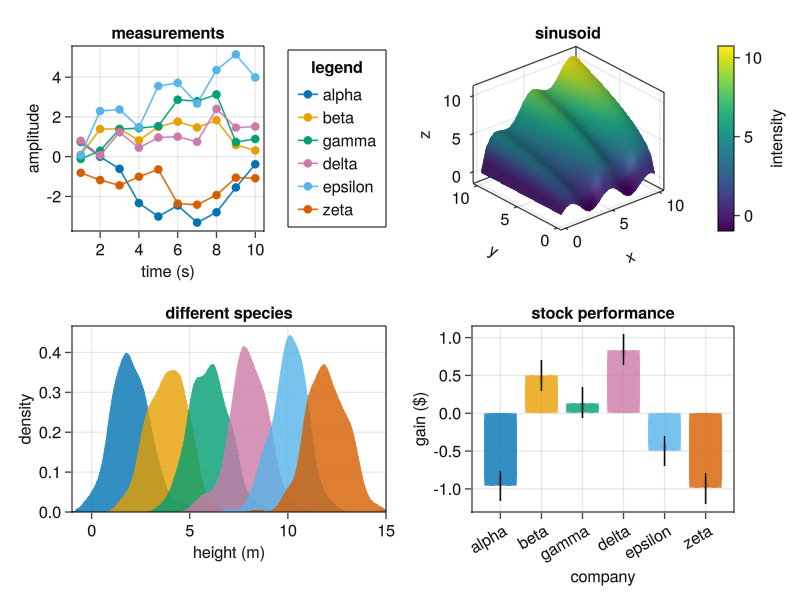 measurements
amplitude
4
2
0
-2
2
4
6
8
10
time (s)
legend
alpha
beta
gamma
delta
epsilon
zeta
sinusoid
z
10
5
0
10
5
0
y
0
5
10
x
10
5
0
intensity
different species
density
0.4
0.3
0.2
0.1
0.0
0
5
10
15
height (m)
stock performance
gain ($)
1.0
0.5
0.0
-0.5
-1.0
alpha
beta
gamma
delta
epsilon
zeta
company